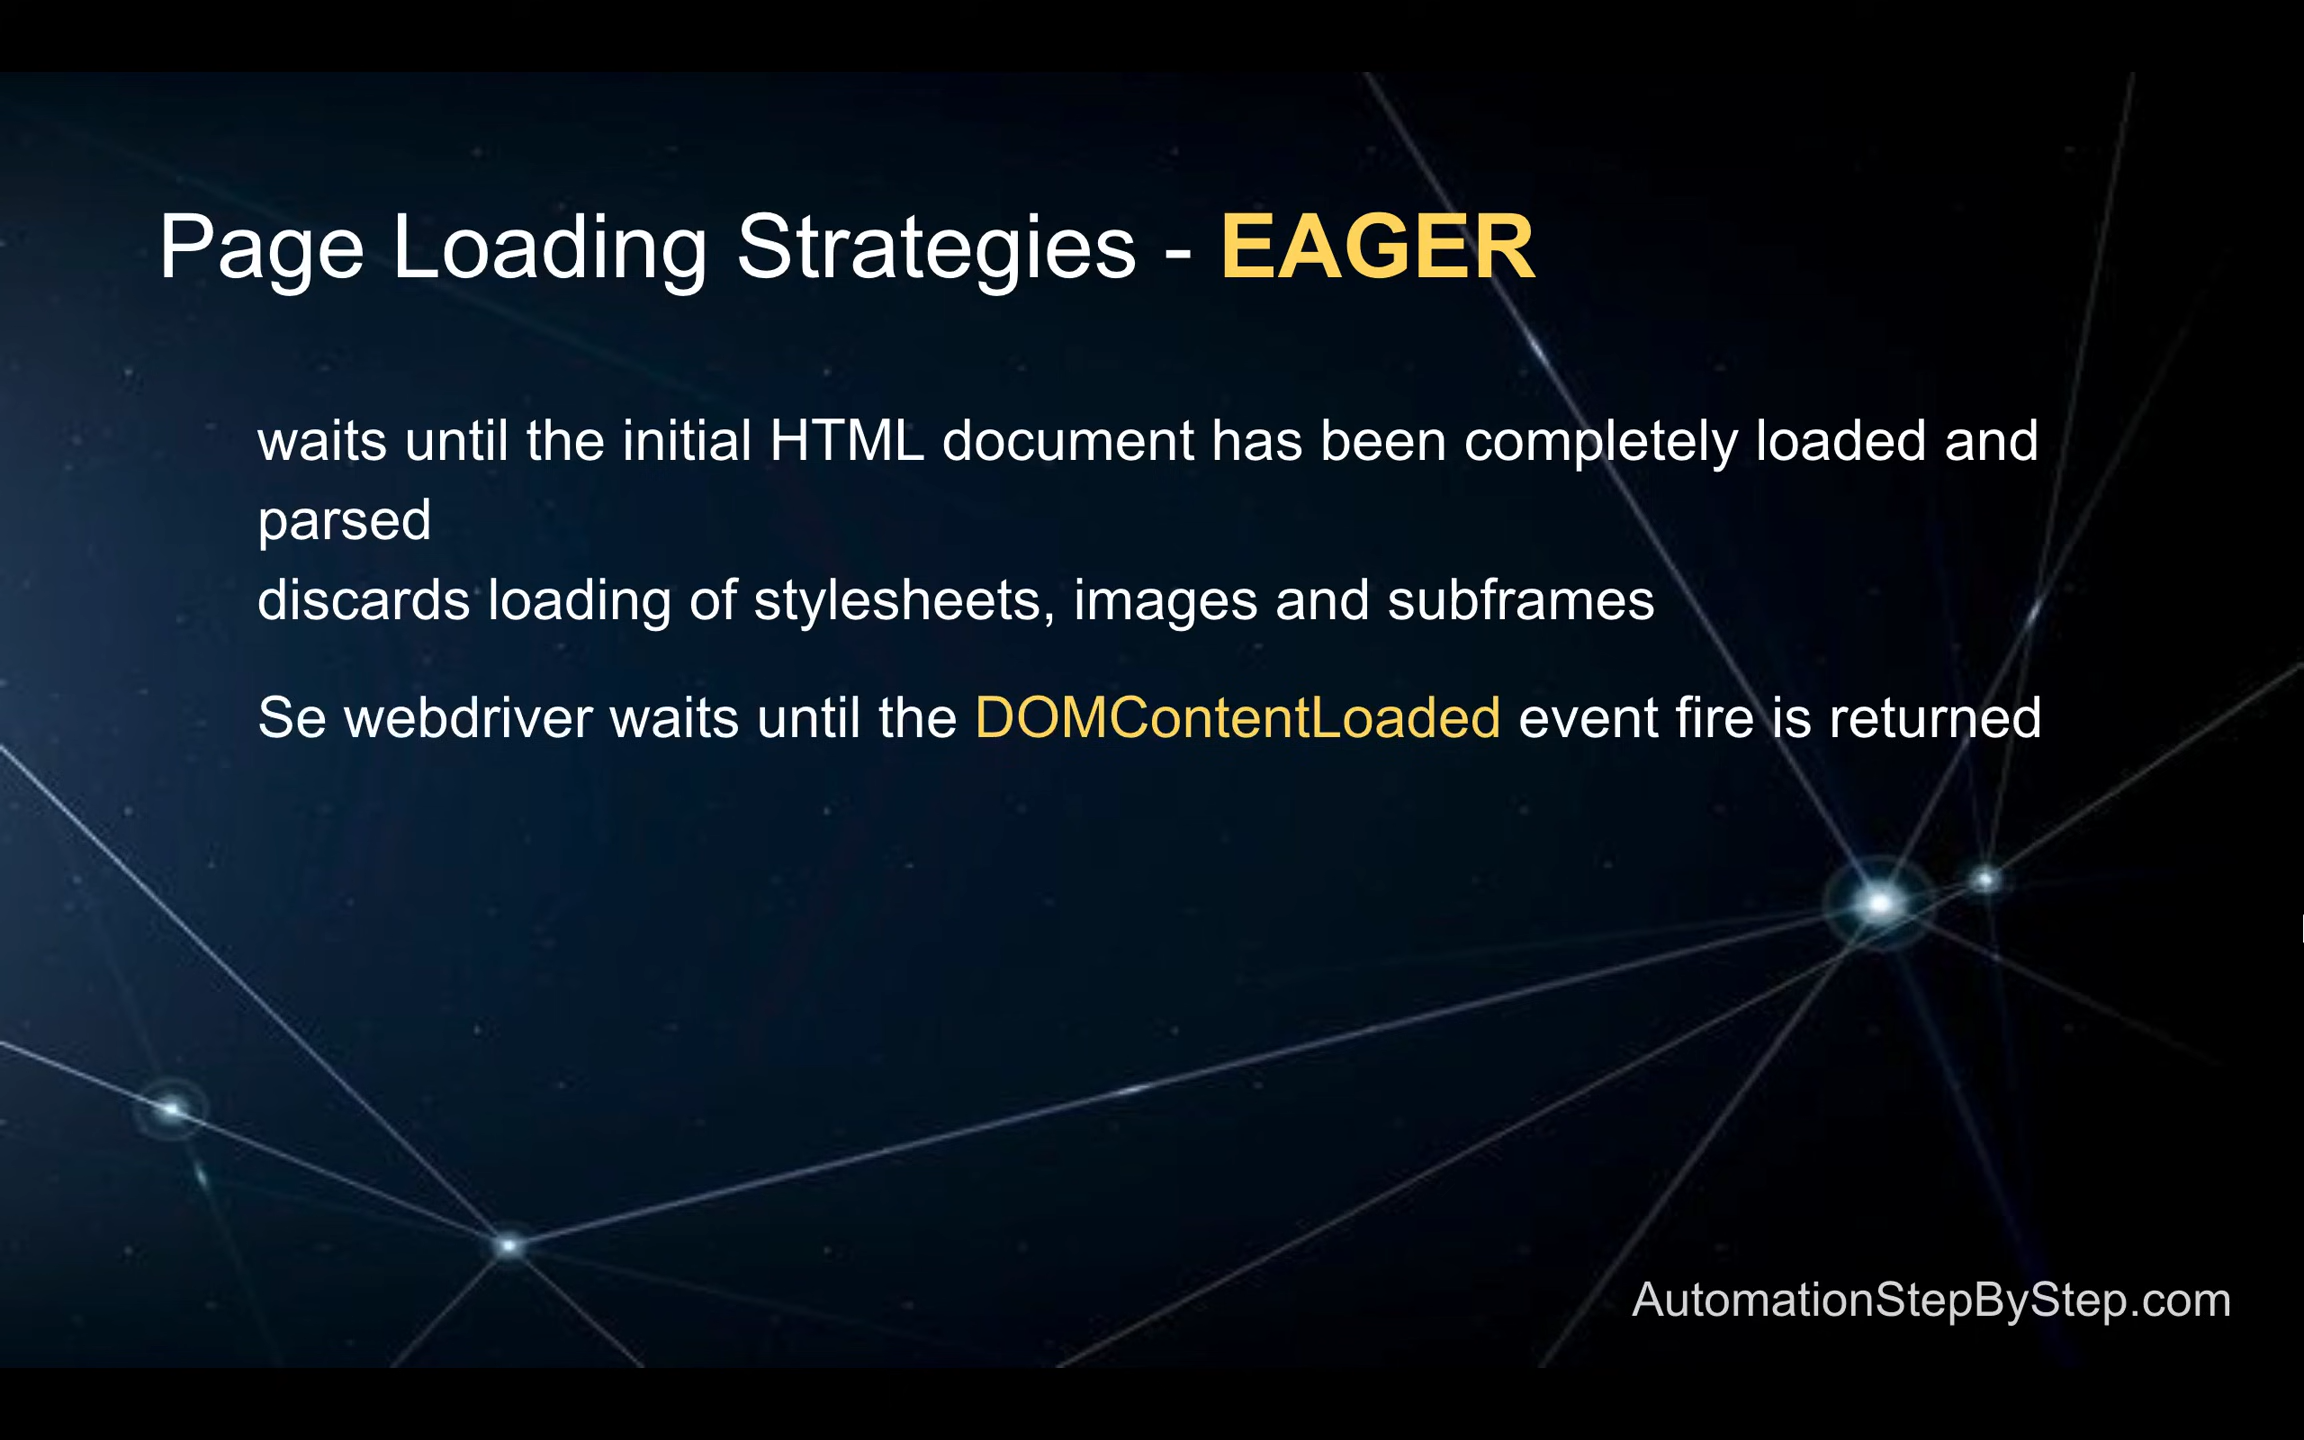 Page Loading Strategies - EAGER
waits until the initial HTML document has been completely loaded and
parsed
discards loading of stylesheets, images and subframes
Se webdriver waits until the DOMContentLoaded event fire is returned
AutomationStepByStep.com